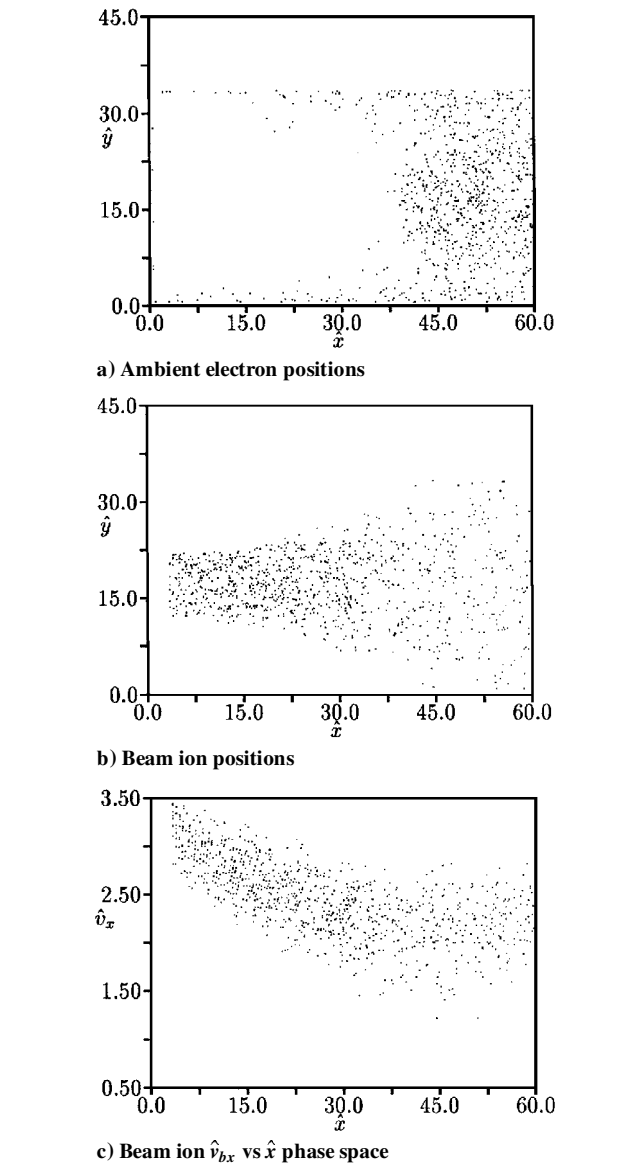 45.0
30.0
ŷ
15.0
0.0
0.0 15.0 30.0 45.0 60.0
x̂
a) Ambient electron positions
45.0
30.0
ŷ
15.0
0.0
0.0 15.0 30.0 45.0 60.0
x̂
b) Beam ion positions
3.50
2.50
v̂ₓ
1.50
0.50
0.0 15.0 30.0 45.0 60.0
x̂
c) Beam ion v̂_bx vs x̂ phase space